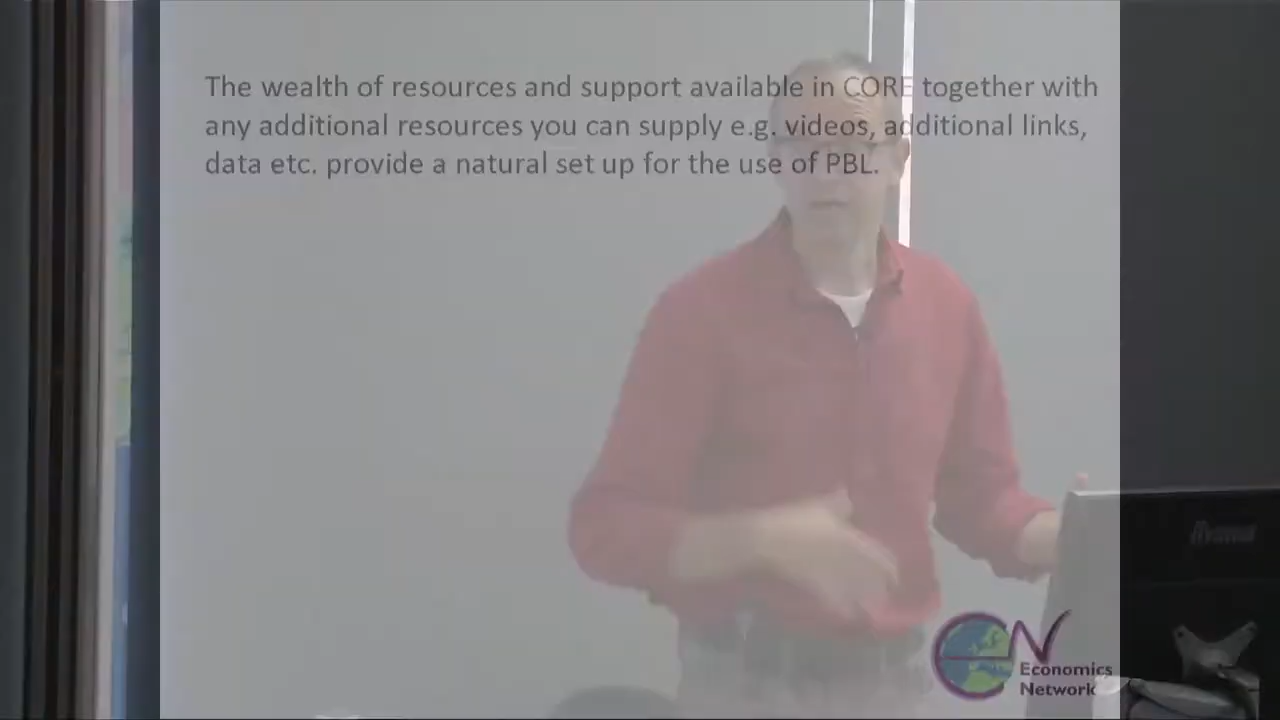 The wealth of resources and support available in CORE together with
any additional resources you can supply e.g. videos, additional links,
data etc. provide a natural set up for the use of PBL.
Economics
Network